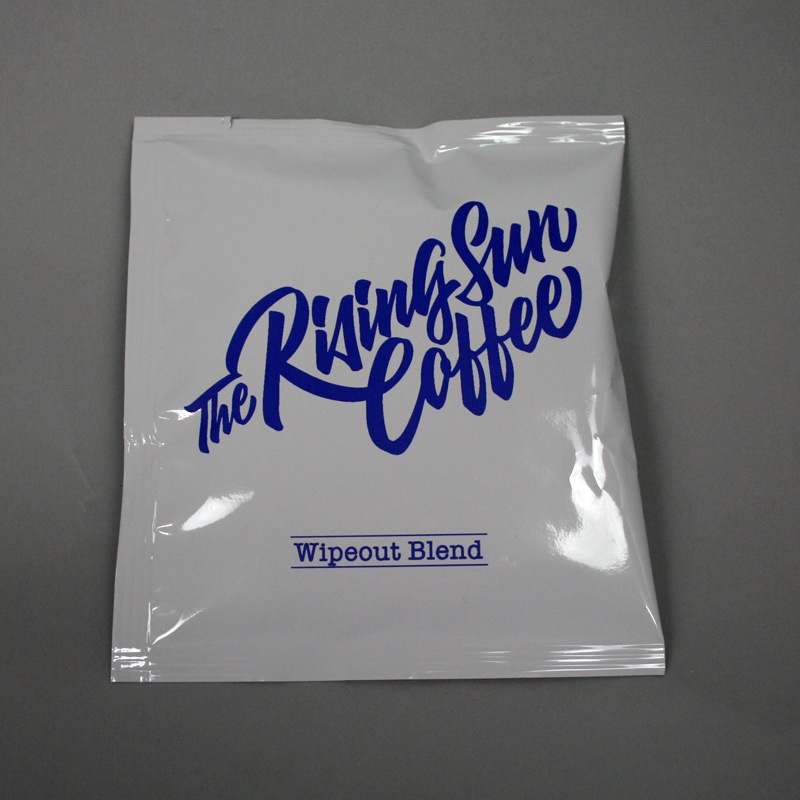 The Rising Sun
Coffee
Wipeout Blend